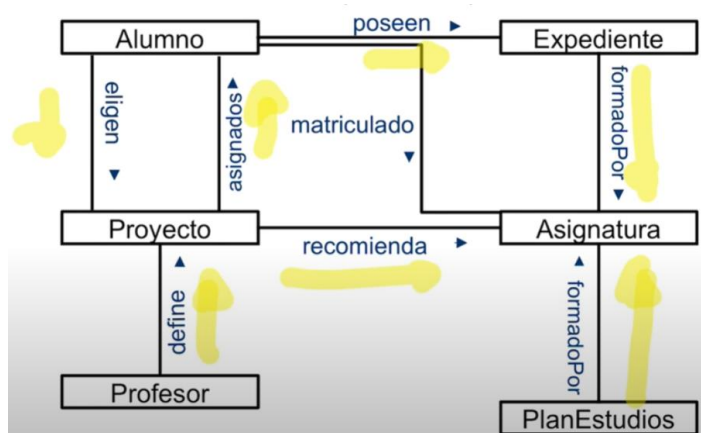 poseen
Alumno
Expediente
eligen
asignados
matriculado
formadoPor
Proyecto
Asignatura
recomienda
define
formadoPor
Profesor
PlanEstudios